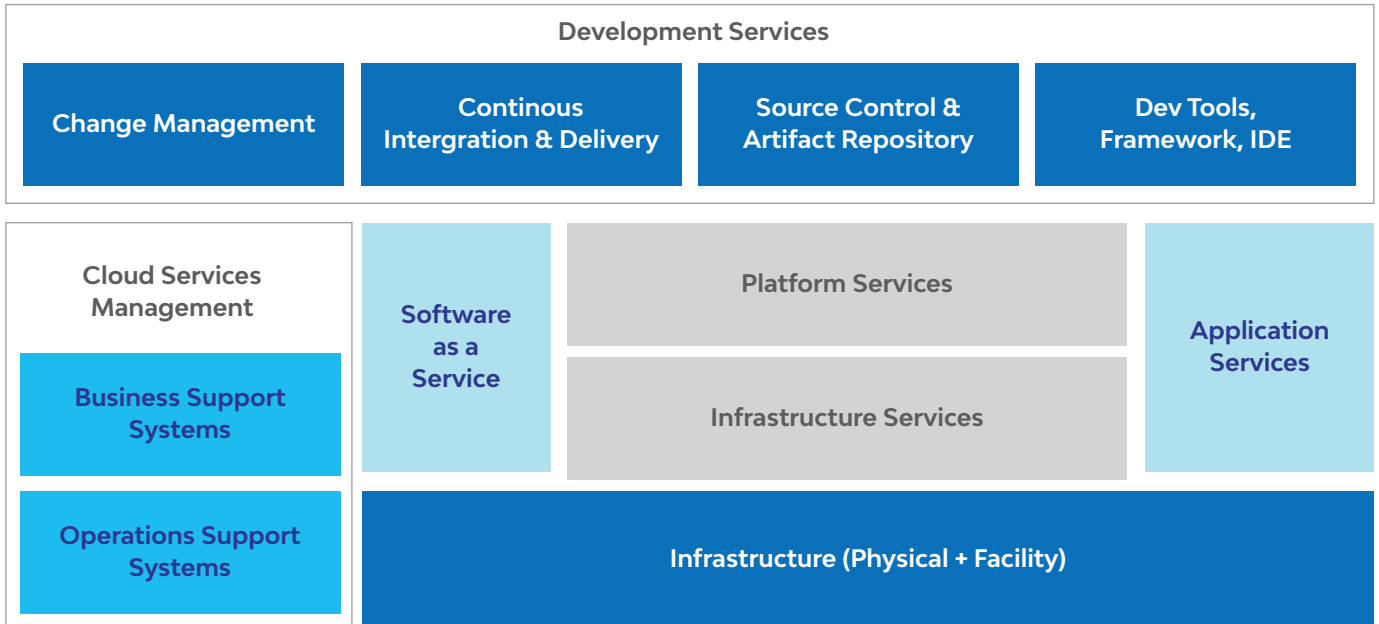 Development Services
Change Management
Continous
Intergration & Delivery
Source Control &
Artifact Repository
Dev Tools,
Framework, IDE
Cloud Services
Management
Business Support
Systems
Operations Support
Systems
Software
as a
Service
Platform Services
Infrastructure Services
Application
Services
Infrastructure (Physical + Facility)